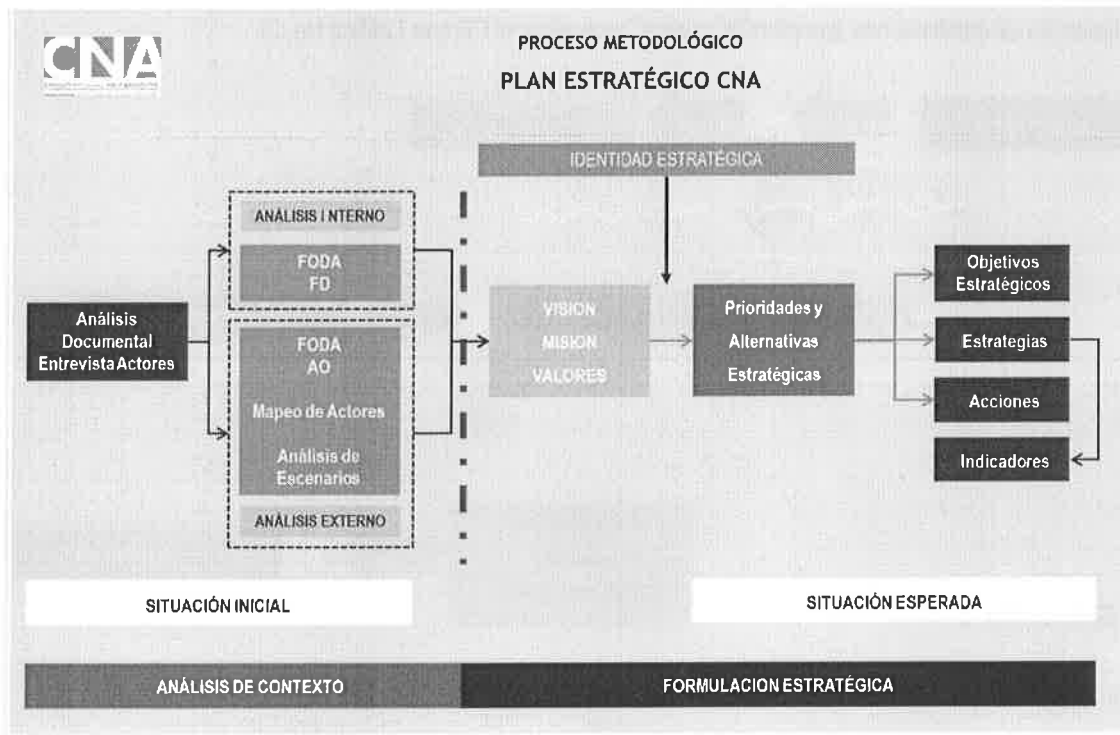 CNA
PROCESO METODOLÓGICO
PLAN ESTRATÉGICO CNA
IDENTIDAD ESTRATÉGICA
ANÁLISIS INTERNO
FODA
FD
Análisis
Documental
Entrevista Actores
FODA
AO
Mapeo de Actores
Análisis de
Escenarios
ANÁLISIS EXTERNO
VISION
MISION
VALORES
Prioridades y
Alternativas
Estratégicas
Objetivos
Estratégicos
Estrategias
Acciones
Indicadores
SITUACIÓN INICIAL
SITUACIÓN ESPERADA
ANÁLISIS DE CONTEXTO
FORMULACION ESTRATÉGICA